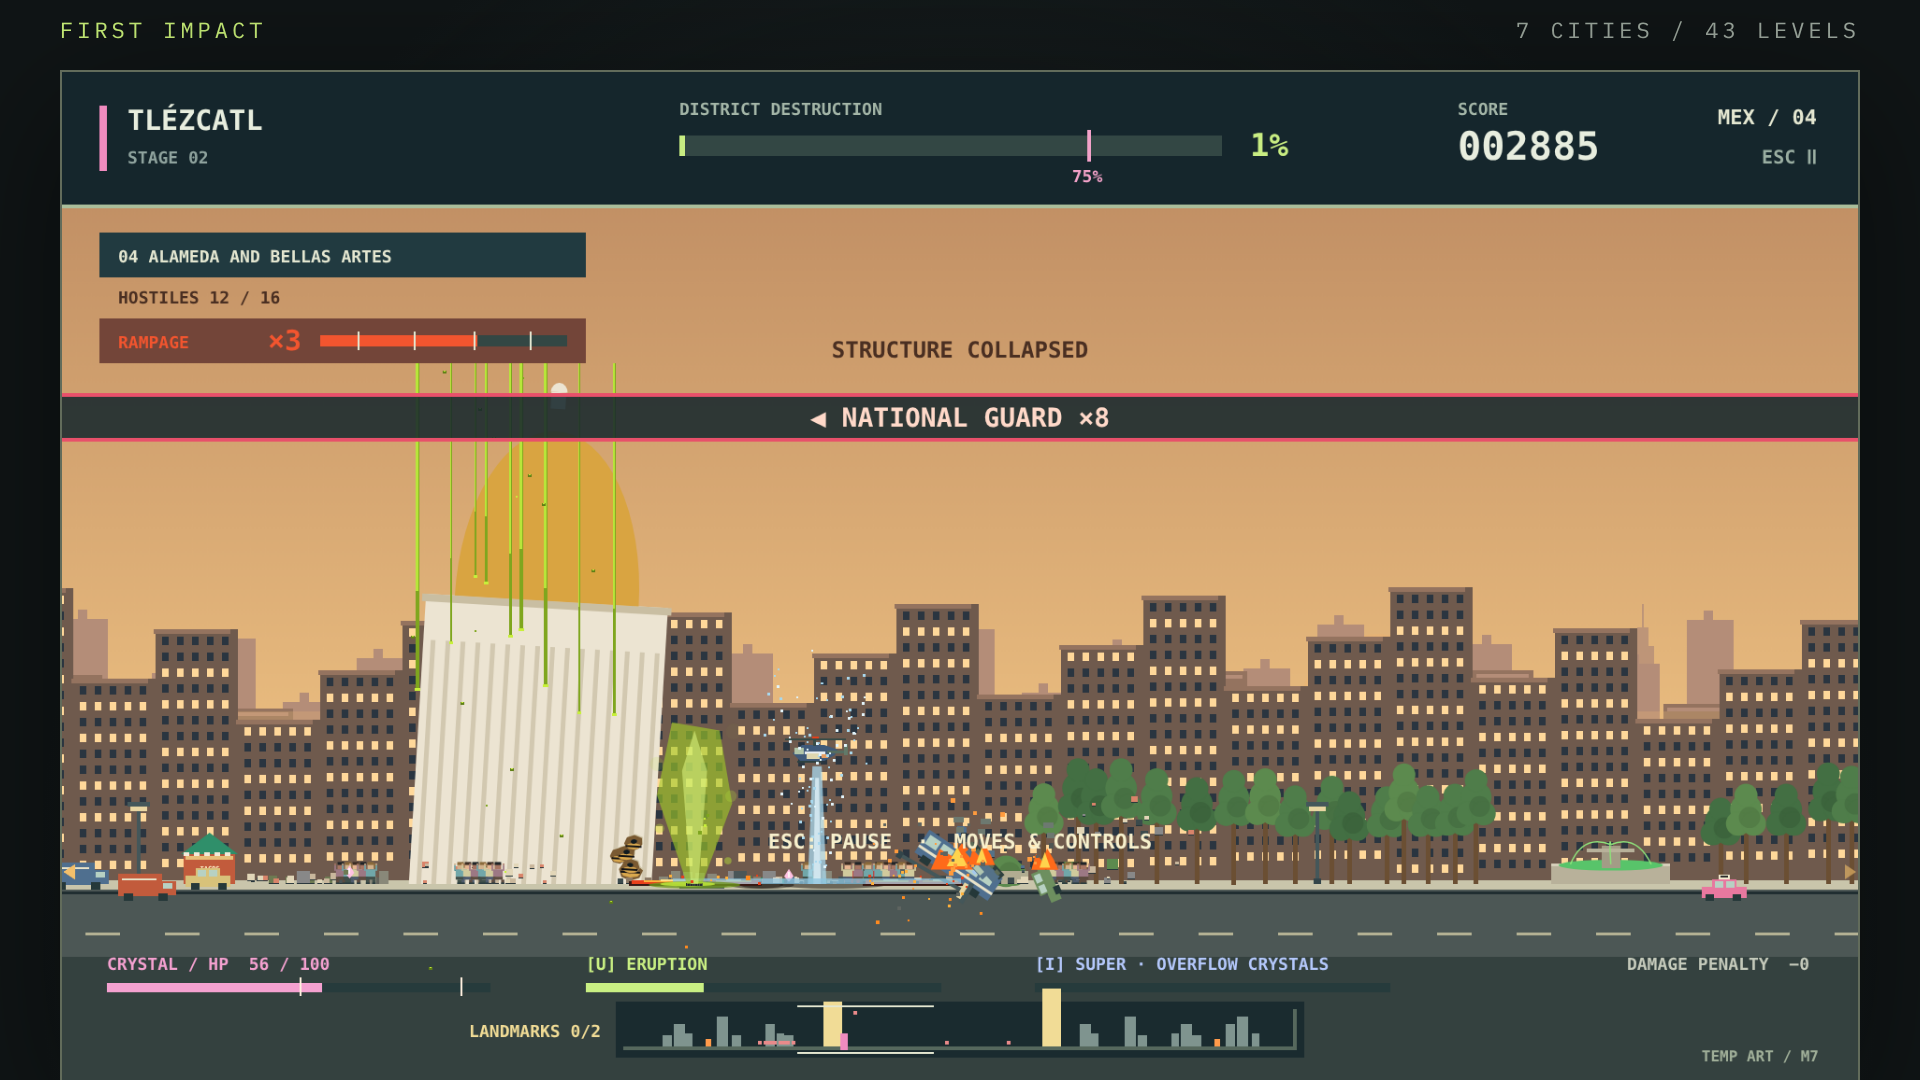 FIRST IMPACT
7 CITIES / 43 LEVELS
TLÉZCATL
STAGE 02
DISTRICT DESTRUCTION
1%
75%
SCORE
002885
MEX / 04
ESC II
04 ALAMEDA AND BELLAS ARTES
HOSTILES 12 / 16
RAMPAGE ×3
STRUCTURE COLLAPSED
◀ NATIONAL GUARD ×8
ESC PAUSE MOVES & CONTROLS
CRYSTAL / HP 56 / 100
[U] ERUPTION
[I] SUPER · OVERFLOW CRYSTALS
DAMAGE PENALTY −0
LANDMARKS 0/2
TEMP ART / M7